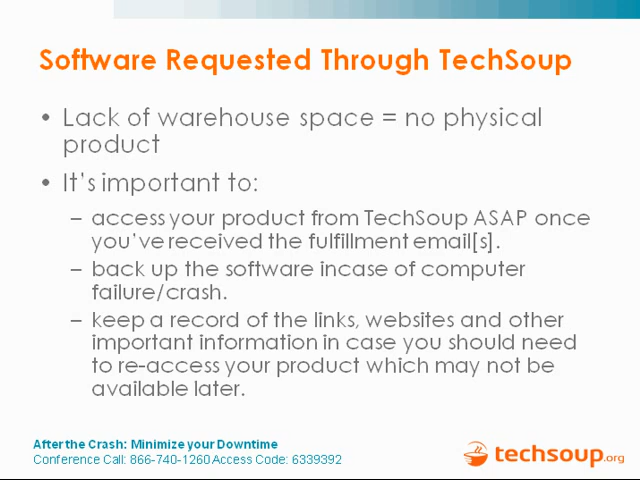 Software Requested Through TechSoup
• Lack of warehouse space = no physical
product
• It's important to:
– access your product from TechSoup ASAP once
you've received the fulfillment email[s].
– back up the software incase of computer
failure/crash.
– keep a record of the links, websites and other
important information in case you should need
to re-access your product which may not be
available later.
After the Crash: Minimize your Downtime
Conference Call: 866-740-1260 Access Code: 6339392
techsoup.org